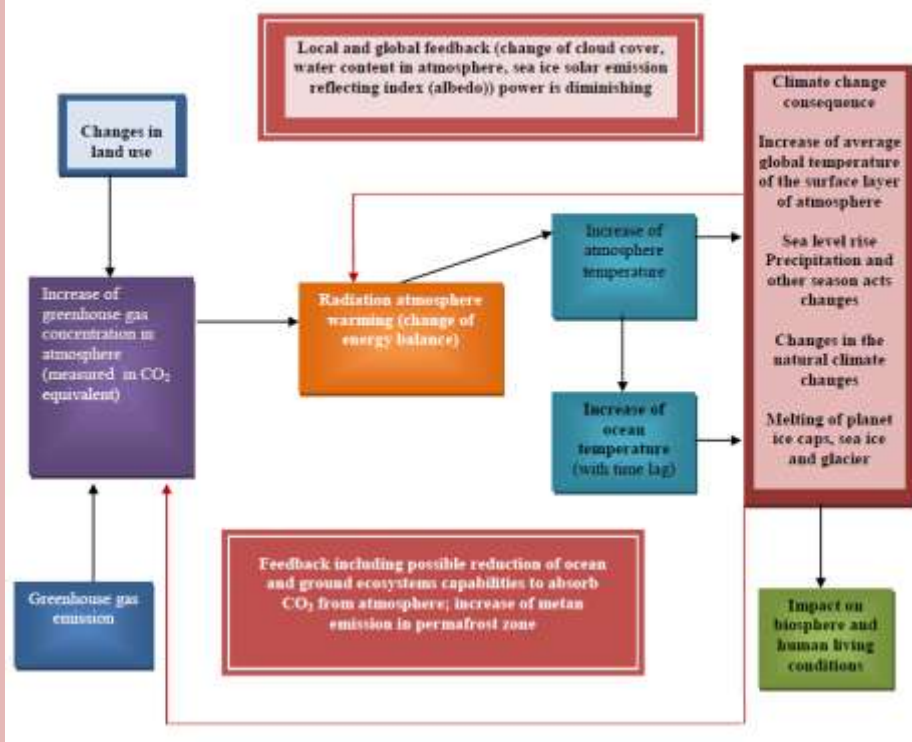 Local and global feedback (change of cloud cover,
water content in atmosphere, sea ice solar emission
reflecting index (albedo)) power is diminishing
Changes in
land use
Climate change
consequence
Increase of average
global temperature
of the surface layer
of atmosphere
Sea level rise
Precipitation and
other season acts
changes
Changes in the
natural climate
changes
Melting of planet
ice caps, sea ice
and glacier
Increase of
atmosphere
temperature
Increase of
greenhouse gas
concentration in
atmosphere
(measured in CO₂
equivalent)
Radiation atmosphere
warming (change of
energy balance)
Increase of
ocean
temperature
(with time lag)
Feedback including possible reduction of ocean
and ground ecosystems capabilities to absorb
CO₂ from atmosphere; increase of metan
emission in permafrost zone
Greenhouse gas
emission
Impact on
biosphere and
human living
conditions